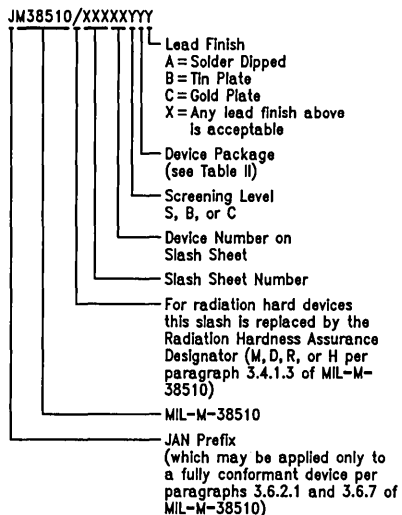 JM38510/XXXXXYYY
Lead Finish
A = Solder Dipped
B = Tin Plate
C = Gold Plate
X = Any lead finish above
is acceptable
Device Package
(see Table II)
Screening Level
S, B, or C
Device Number on
Slash Sheet
Slash Sheet Number
For radiation hard devices
this slash is replaced by the
Radiation Hardness Assurance
Designator (M, D, R, or H per
paragraph 3.4.1.3 of MIL-M-
38510)
MIL-M-38510
JAN Prefix
(which may be applied only to
a fully conformant device per
paragraphs 3.6.2.1 and 3.6.7 of
MIL-M-38510)